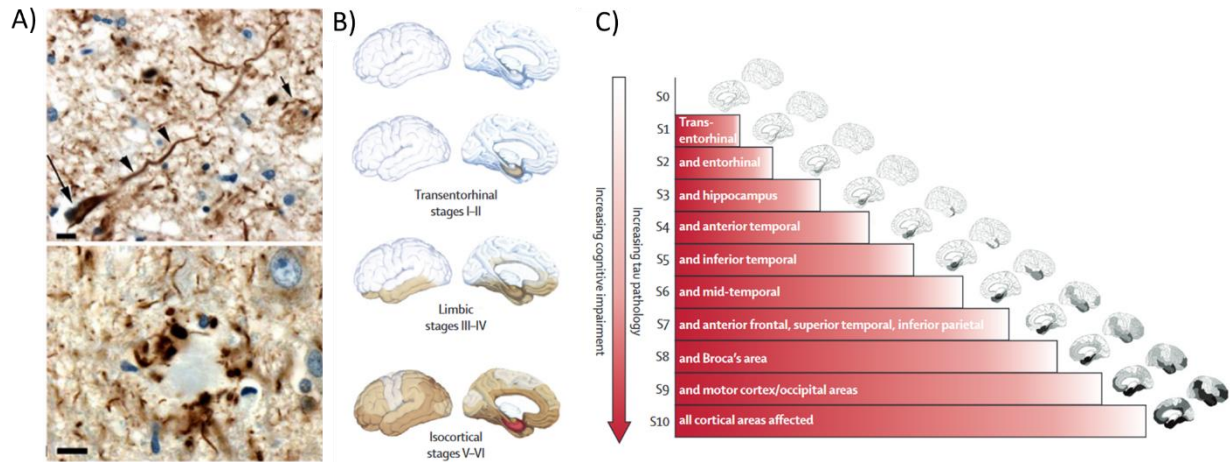 A)
B)
Transentorhinal
stages I–II
Limbic
stages III–IV
Isocortical
stages V–VI
C)
Increasing cognitive impairment
Increasing tau pathology
S0
S1 Trans-
entorhinal
S2 and entorhinal
S3 and hippocampus
S4 and anterior temporal
S5 and inferior temporal
S6 and mid-temporal
S7 and anterior frontal, superior temporal, inferior parietal
S8 and Broca's area
S9 and motor cortex/occipital areas
S10 all cortical areas affected